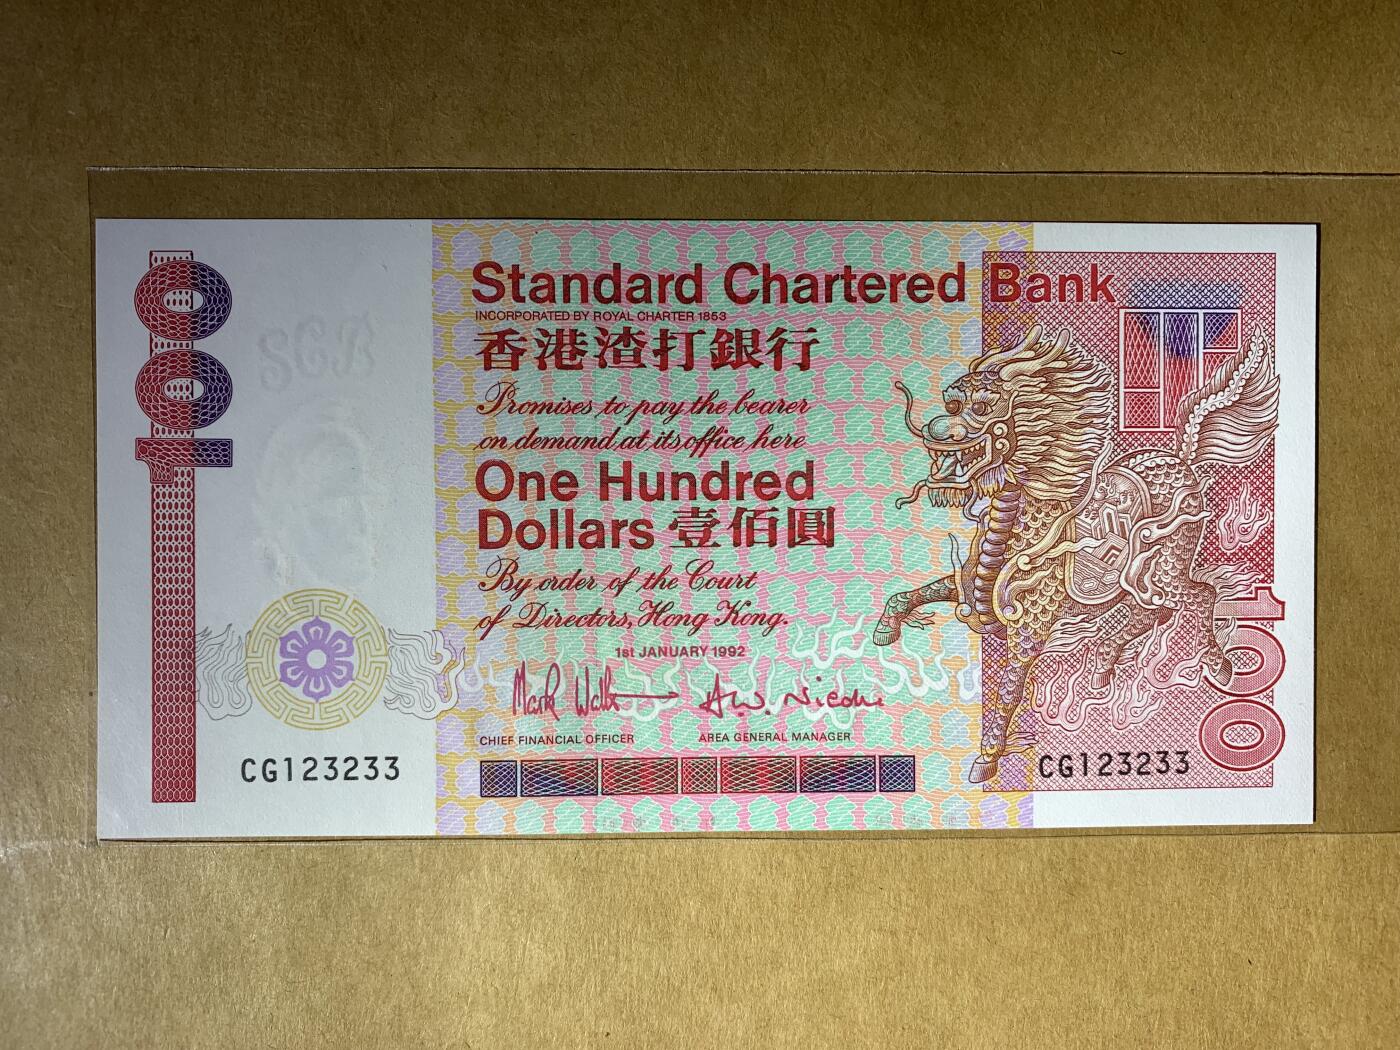 100
SCB
Standard Chartered Bank
INCORPORATED BY ROYAL CHARTER 1853
香港渣打銀行
Promises to pay the bearer
on demand at its office here
One Hundred
Dollars 壹佰圓
By order of the Court
of Directors, Hong Kong.
1st JANUARY 1992
Mark
A.W. Nicolle
CHIEF FINANCIAL OFFICER
AREA GENERAL MANAGER
CG123233
CG123233
100